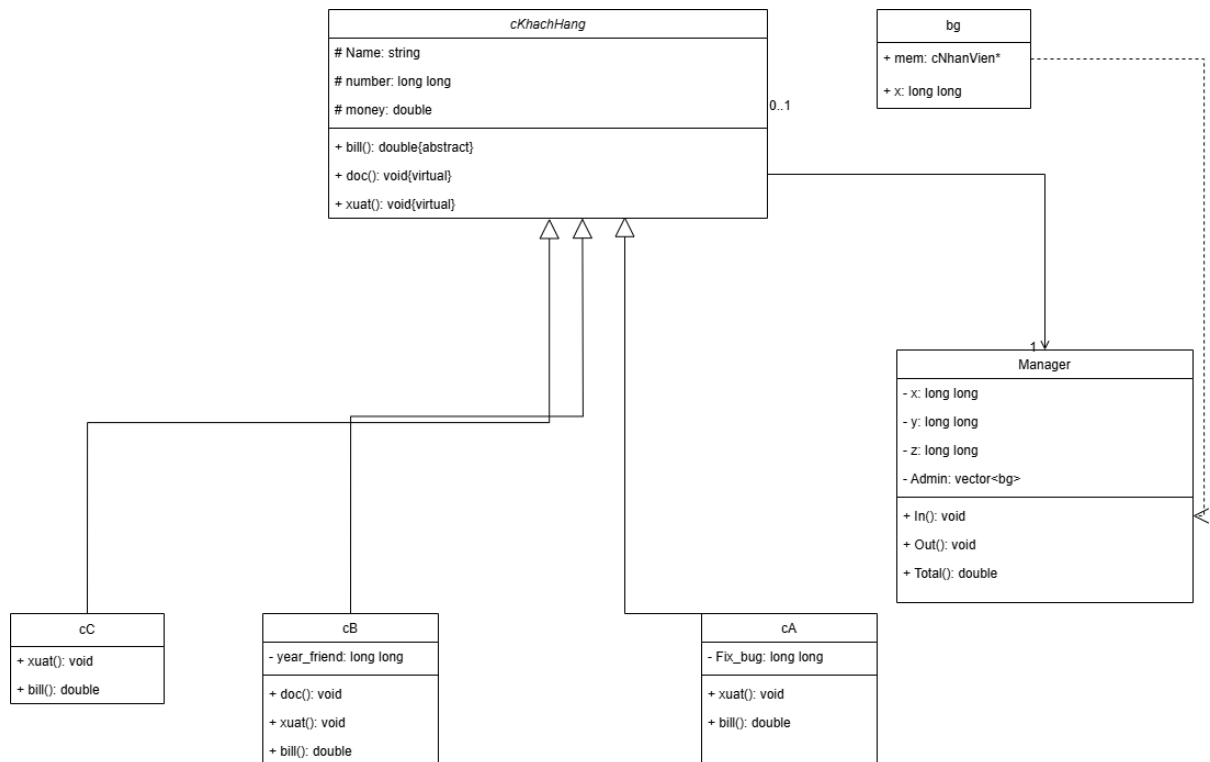 cKhachHang
# Name: string
# number: long long
# money: double
+ bill(): double{abstract}
+ doc(): void{virtual}
+ xuat(): void{virtual}
0..1
bg
+ mem: cNhanVien*
+ x: long long
1
Manager
- x: long long
- y: long long
- z: long long
- Admin: vector<bg>
+ In(): void
+ Out(): void
+ Total(): double
cC
+ xuat(): void
+ bill(): double
cB
- year_friend: long long
+ doc(): void
+ xuat(): void
+ bill(): double
cA
- Fix_bug: long long
+ xuat(): void
+ bill(): double